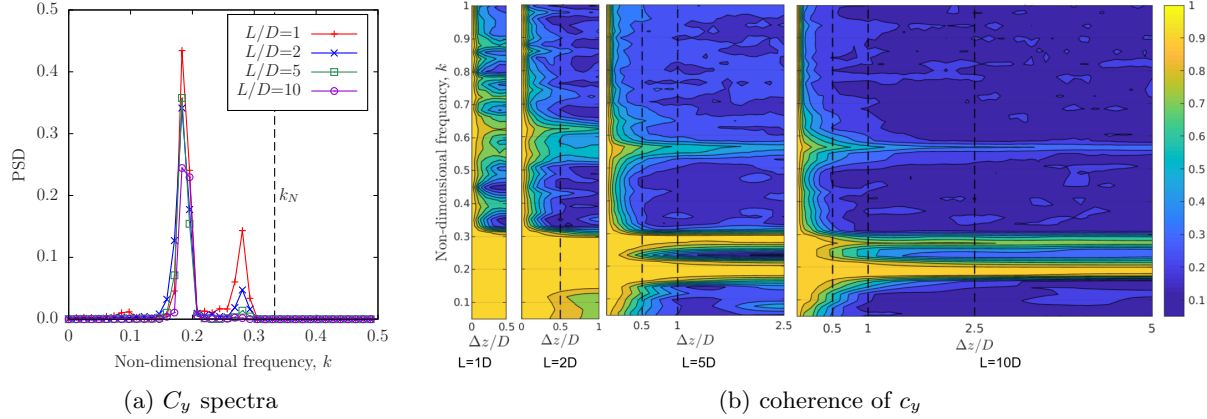 0.5
0.4
0.3
0.2
0.1
0.0
PSD
0 0.1 0.2 0.3 0.4 0.5
Non-dimensional frequency, k
L/D=1
L/D=2
L/D=5
L/D=10
k_N
(a) C_y spectra
1
0.9
0.8
0.7
0.6
0.5
0.4
0.3
0.2
0.1
Non-dimensional frequency, k
0 0.5
Δz/D
L=1D
0 0.5 1
Δz/D
L=2D
0.5 1 2.5
Δz/D
L=5D
0.5 1 2.5 5
Δz/D
L=10D
1
0.9
0.8
0.7
0.6
0.5
0.4
0.3
0.2
0.1
(b) coherence of c_y